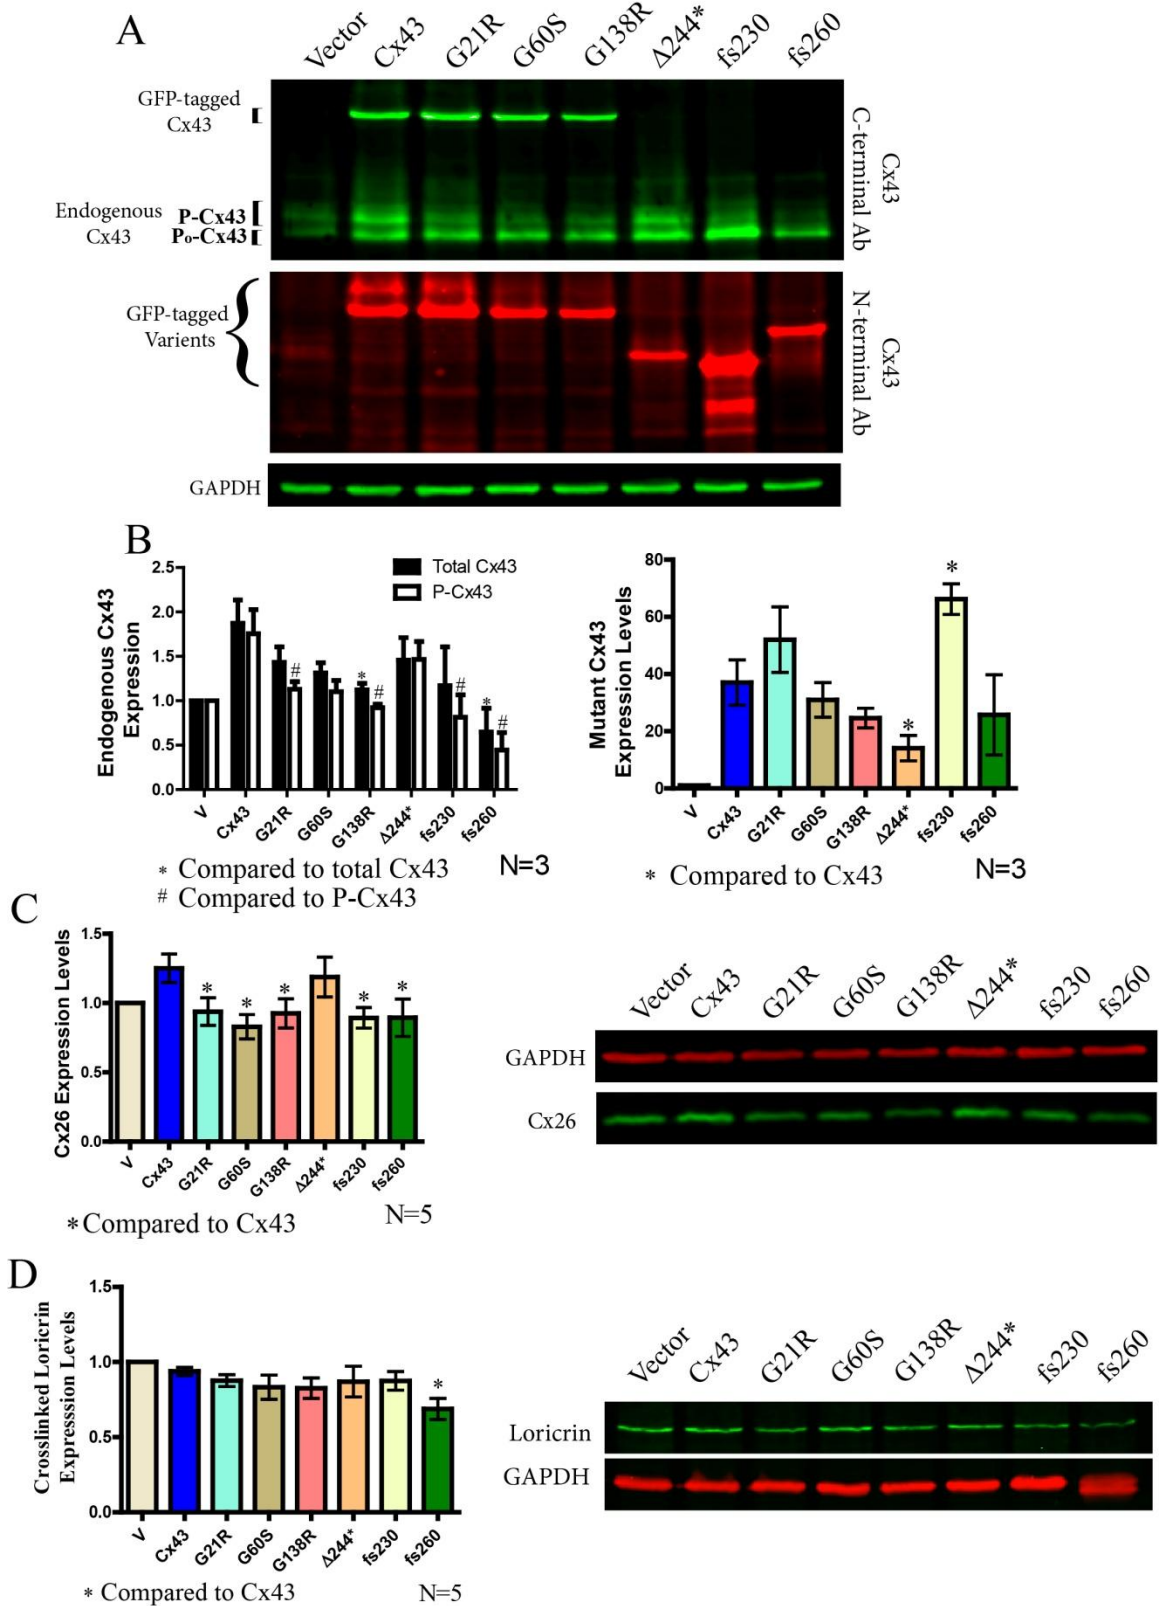 A
Vector Cx43 G21R G60S G138R Δ244* fs230 fs260
GFP-tagged
Cx43
Endogenous
Cx43
P-Cx43
P₀-Cx43
Cx43
C-terminal Ab
GFP-tagged
Varients
Cx43
N-terminal Ab
GAPDH
B
Endogenous Cx43
Expression
2.5
2.0
1.5
1.0
0.5
0.0
Total Cx43
P-Cx43
* # # * # * #
V Cx43 G21R G60S G138R Δ244* fs230 fs260
* Compared to total Cx43
# Compared to P-Cx43
N=3
Mutant Cx43
Expression Levels
80
60
40
20
0
* *
V Cx43 G21R G60S G138R Δ244* fs230 fs260
* Compared to Cx43
N=3
C
Cx26 Expression Levels
1.5
1.0
0.5
0.0
* * * * *
V Cx43 G21R G60S G138R Δ244* fs230 fs260
* Compared to Cx43
N=5
Vector Cx43 G21R G60S G138R Δ244* fs230 fs260
GAPDH
Cx26
D
Crosslinked Loricrin
Expresssion Levels
1.5
1.0
0.5
0.0
*
V Cx43 G21R G60S G138R Δ244* fs230 fs260
* Compared to Cx43
N=5
Vector Cx43 G21R G60S G138R Δ244* fs230 fs260
Loricrin
GAPDH